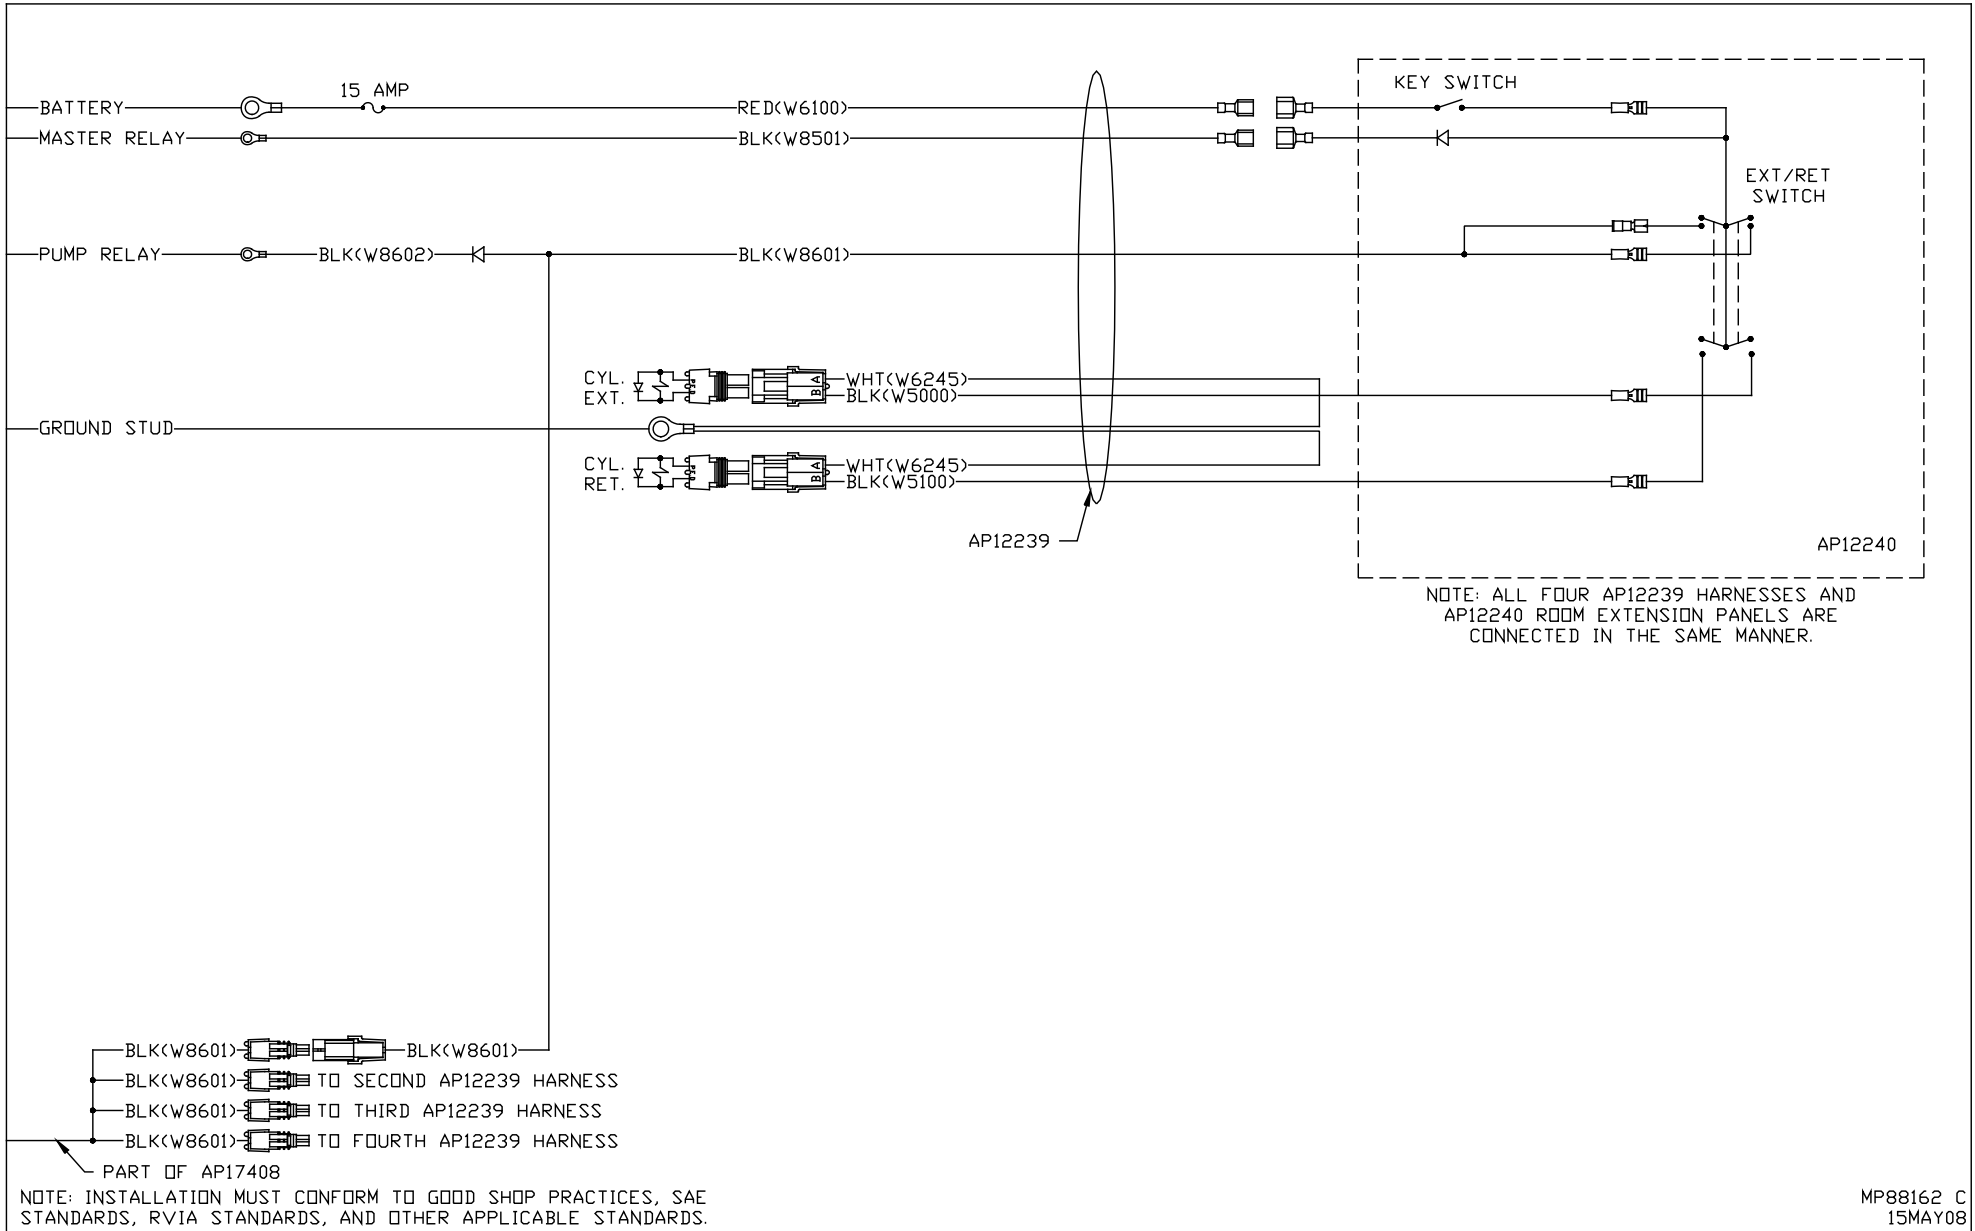 15 AMP
KEY SWITCH
BATTERY
RED(W6100)
MASTER RELAY
BLK(W8501)
EXT/RET
SWITCH
PUMP RELAY
BLK(W8602)
BLK(W8601)
CYL.
EXT.
A
B
WHT(W6245)
BLK(W5000)
GROUND STUD
CYL.
RET.
A
B
WHT(W6245)
BLK(W5100)
AP12239
AP12240
NOTE: ALL FOUR AP12239 HARNESSES AND
AP12240 ROOM EXTENSION PANELS ARE
CONNECTED IN THE SAME MANNER.
BLK(W8601)
BLK(W8601)
BLK(W8601) TO SECOND AP12239 HARNESS
BLK(W8601) TO THIRD AP12239 HARNESS
BLK(W8601) TO FOURTH AP12239 HARNESS
PART OF AP17408
NOTE: INSTALLATION MUST CONFORM TO GOOD SHOP PRACTICES, SAE
STANDARDS, RVIA STANDARDS, AND OTHER APPLICABLE STANDARDS.
MP88162 C
15MAY08